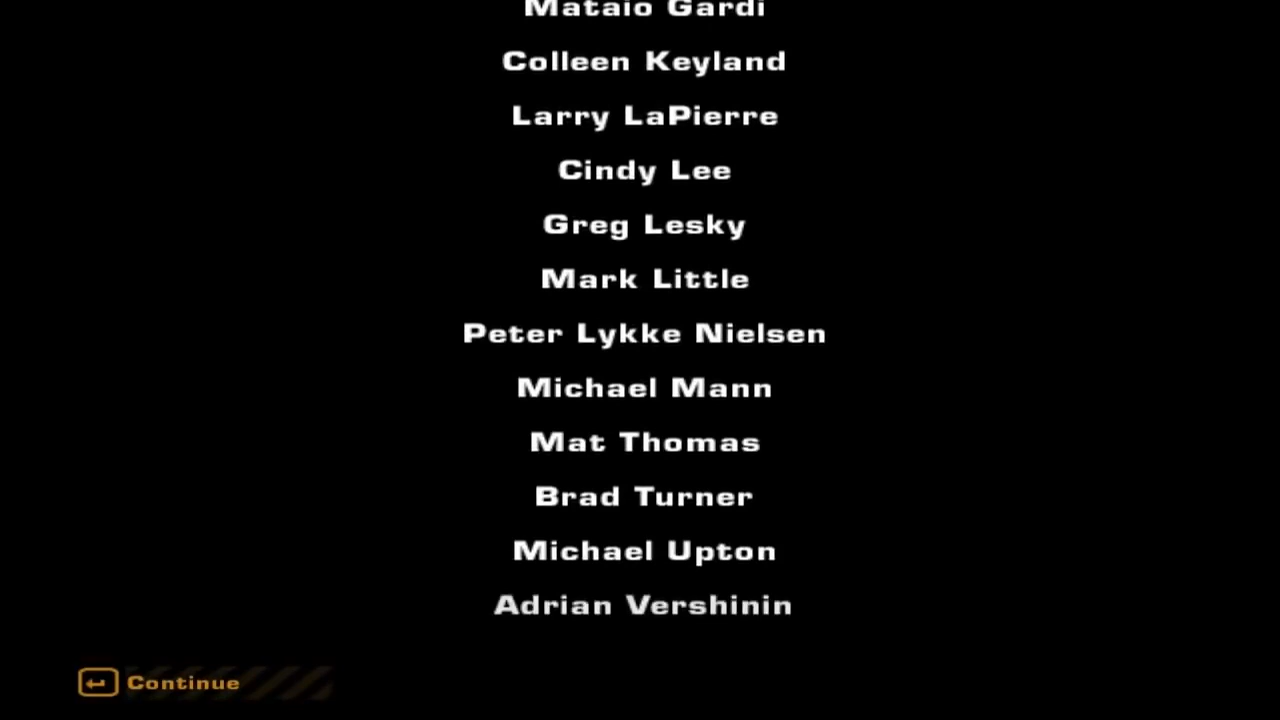 Mataio Gardi
Colleen Keyland
Larry LaPierre
Cindy Lee
Greg Lesky
Mark Little
Peter Lykke Nielsen
Michael Mann
Mat Thomas
Brad Turner
Michael Upton
Adrian Vershinin
Continue